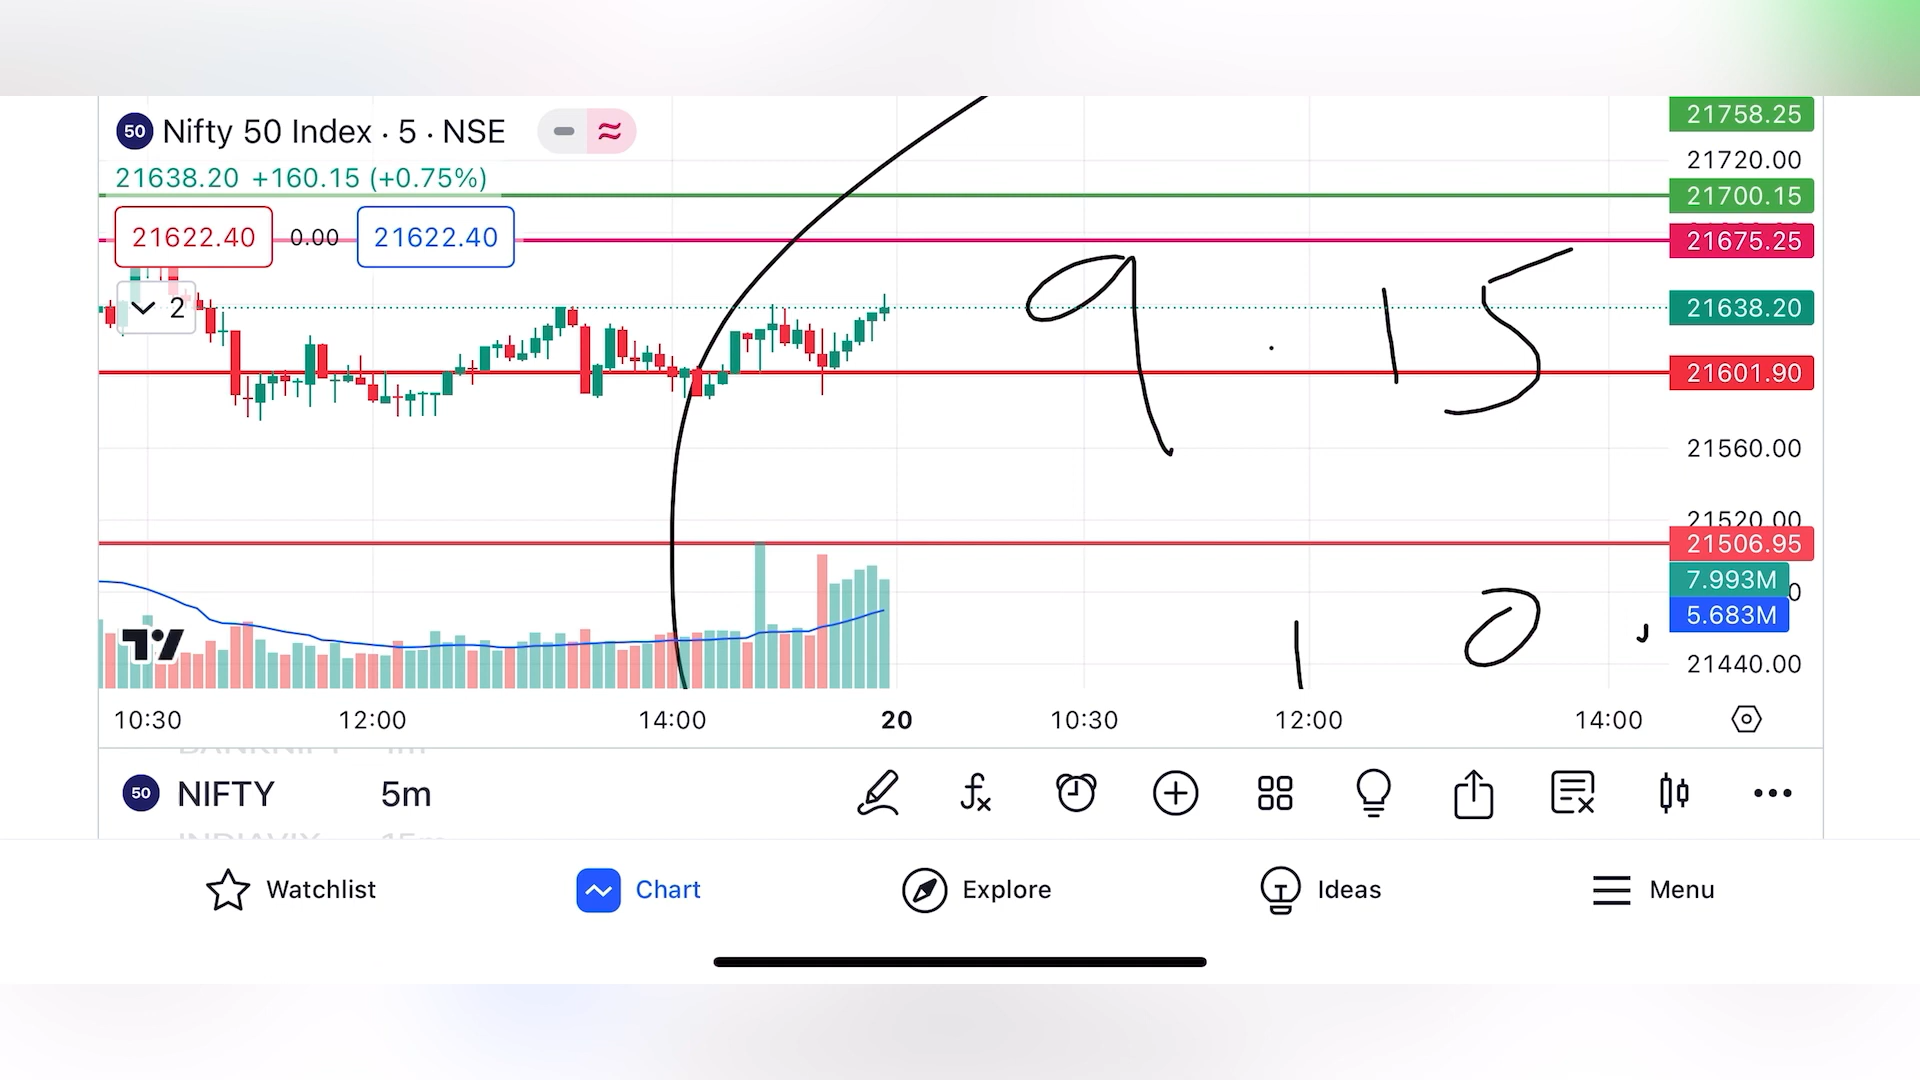 21758.25
50 Nifty 50 Index · 5 · NSE
21720.00
21638.20 +160.15 (+0.75%)
21700.15
21622.40 0.00 21622.40
21675.25
9.15
2
21638.20
21601.90
21560.00
21520.00
21506.95
7.993M
5.683M
10
21440.00
10:30 12:00 14:00 20 10:30 12:00 14:00
50 NIFTY 5m
Watchlist Chart Explore Ideas Menu